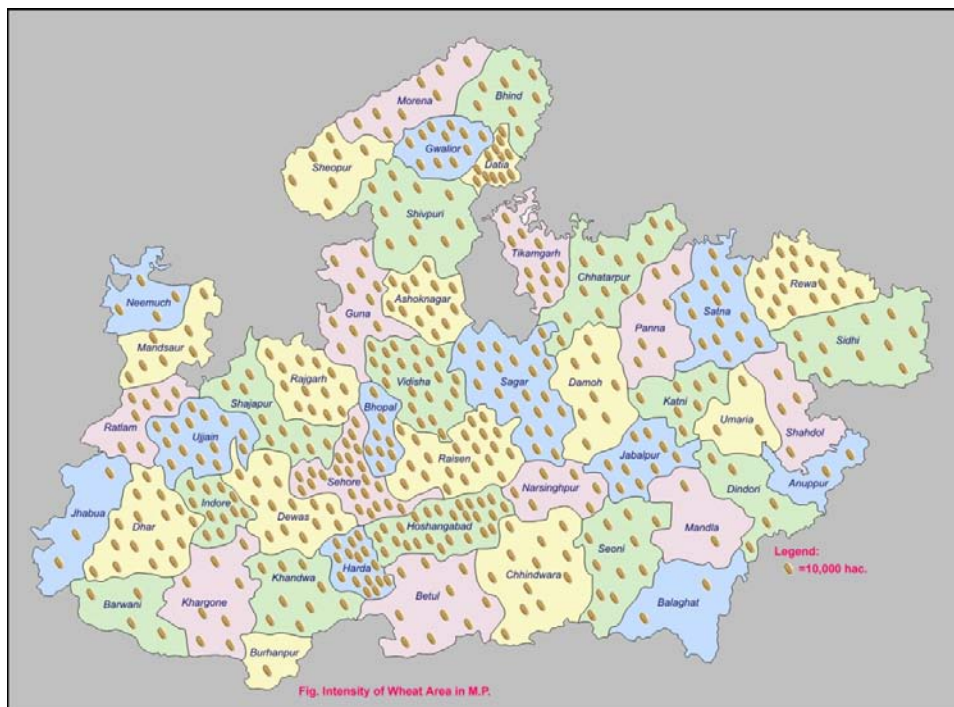 Morena
Bhind
Gwalior
Datia
Sheopur
Shivpuri
Tikamgarh
Chhatarpur
Rewa
Neemuch
Ashoknagar
Guna
Satna
Panna
Sidhi
Mandsaur
Rajgarh
Vidisha
Sagar
Damoh
Shajapur
Bhopal
Katni
Umaria
Ratlam
Ujjain
Shahdol
Raisen
Jabalpur
Sehore
Narsinghpur
Anuppur
Dindori
Indore
Jhabua
Dhar
Dewas
Hoshangabad
Mandla
Seoni
Legend:
=10,000 hac.
Harda
Khandwa
Chhindwara
Betul
Barwani
Khargone
Balaghat
Burhanpur
Fig. Intensity of Wheat Area in M.P.